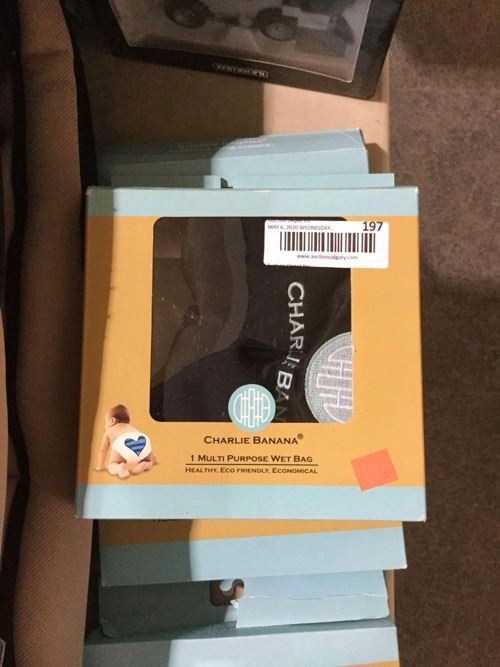 MAY 6, 2020 WEDNESDAY
197
www.auctioncalgary.com
CHARLIE BAN
CHARLIE BANANA®
1 MULTI PURPOSE WET BAG
HEALTHY, ECO FRIENDLY, ECONOMICAL